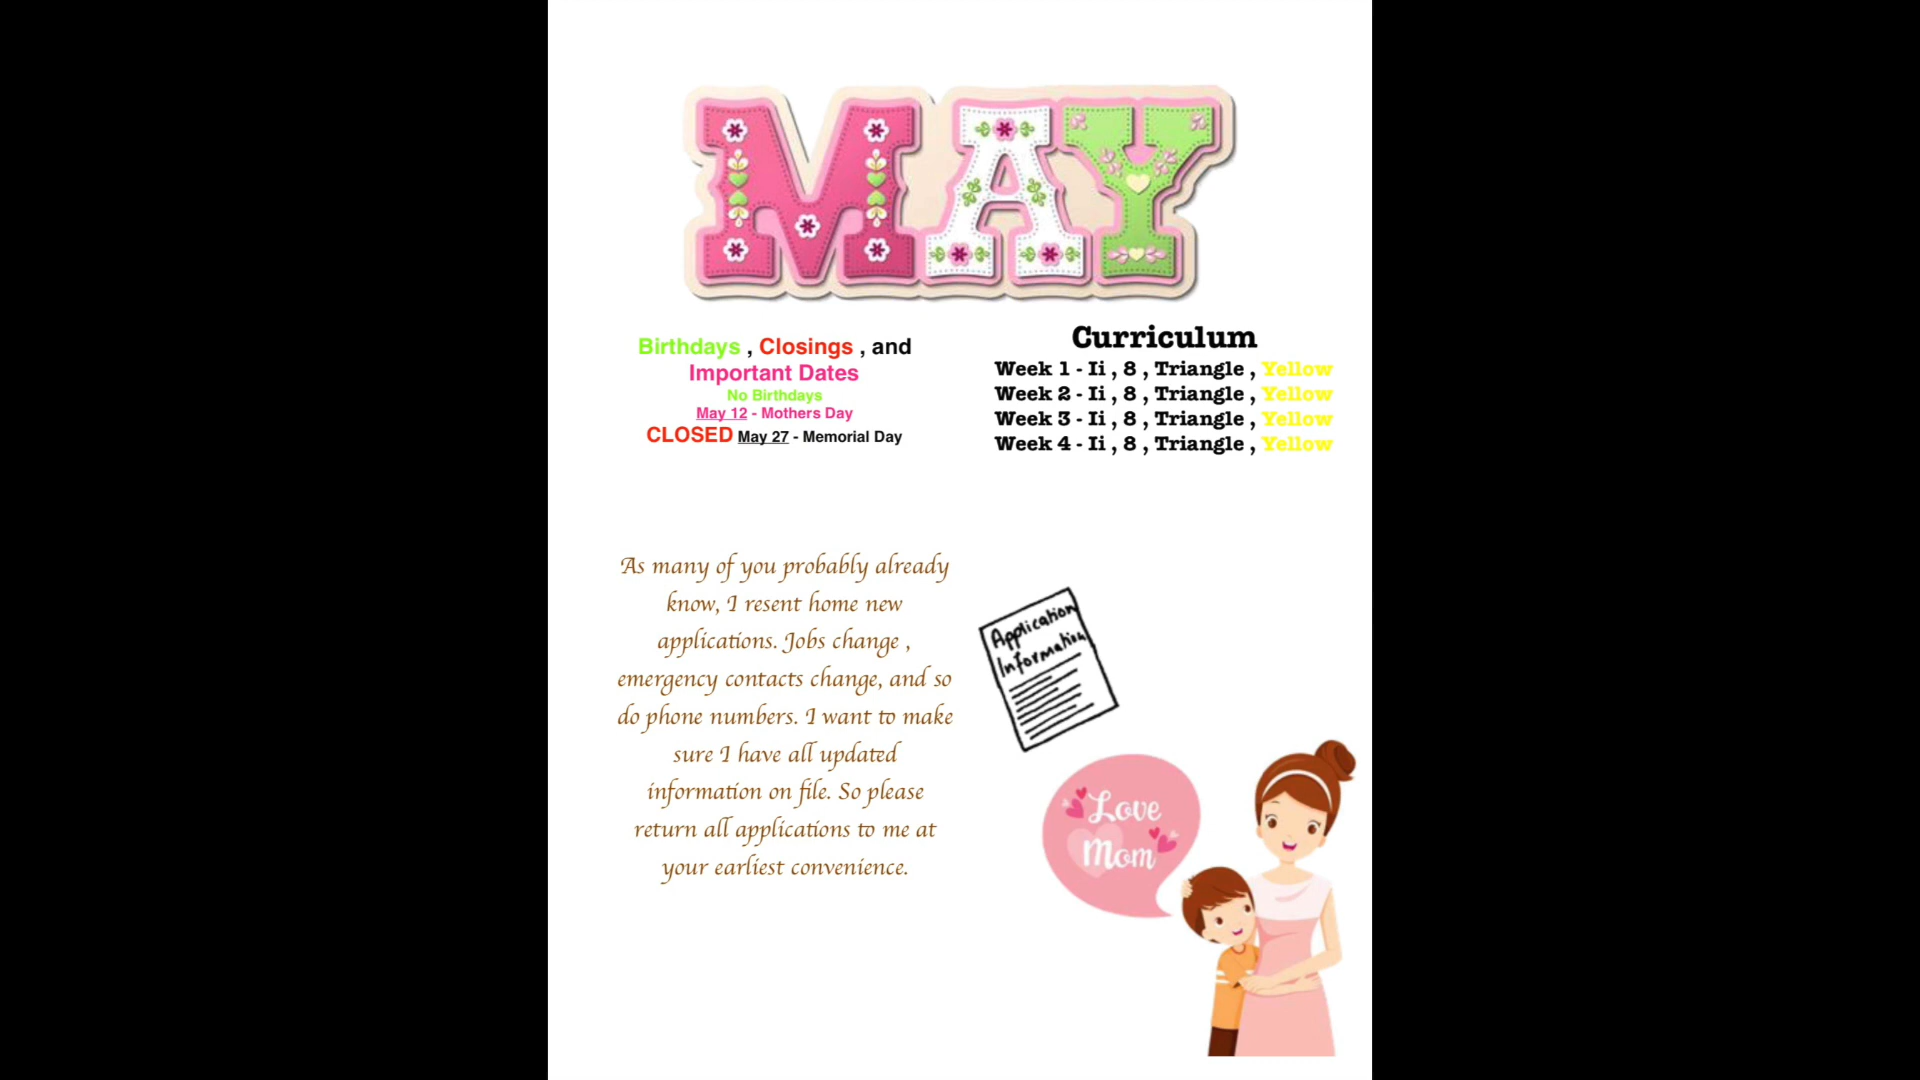 MAY
Birthdays , Closings , and
Important Dates
No Birthdays
May 12 - Mothers Day
CLOSED May 27 - Memorial Day
Curriculum
Week 1 - Ii , 8 , Triangle , Yellow
Week 2 - Ii , 8 , Triangle , Yellow
Week 3 - Ii , 8 , Triangle , Yellow
Week 4 - Ii , 8 , Triangle , Yellow
As many of you probably already
know, I resent home new
applications. Jobs change ,
emergency contacts change, and so
do phone numbers. I want to make
sure I have all updated
information on file. So please
return all applications to me at
your earliest convenience.
Application
Information
Love
Mom